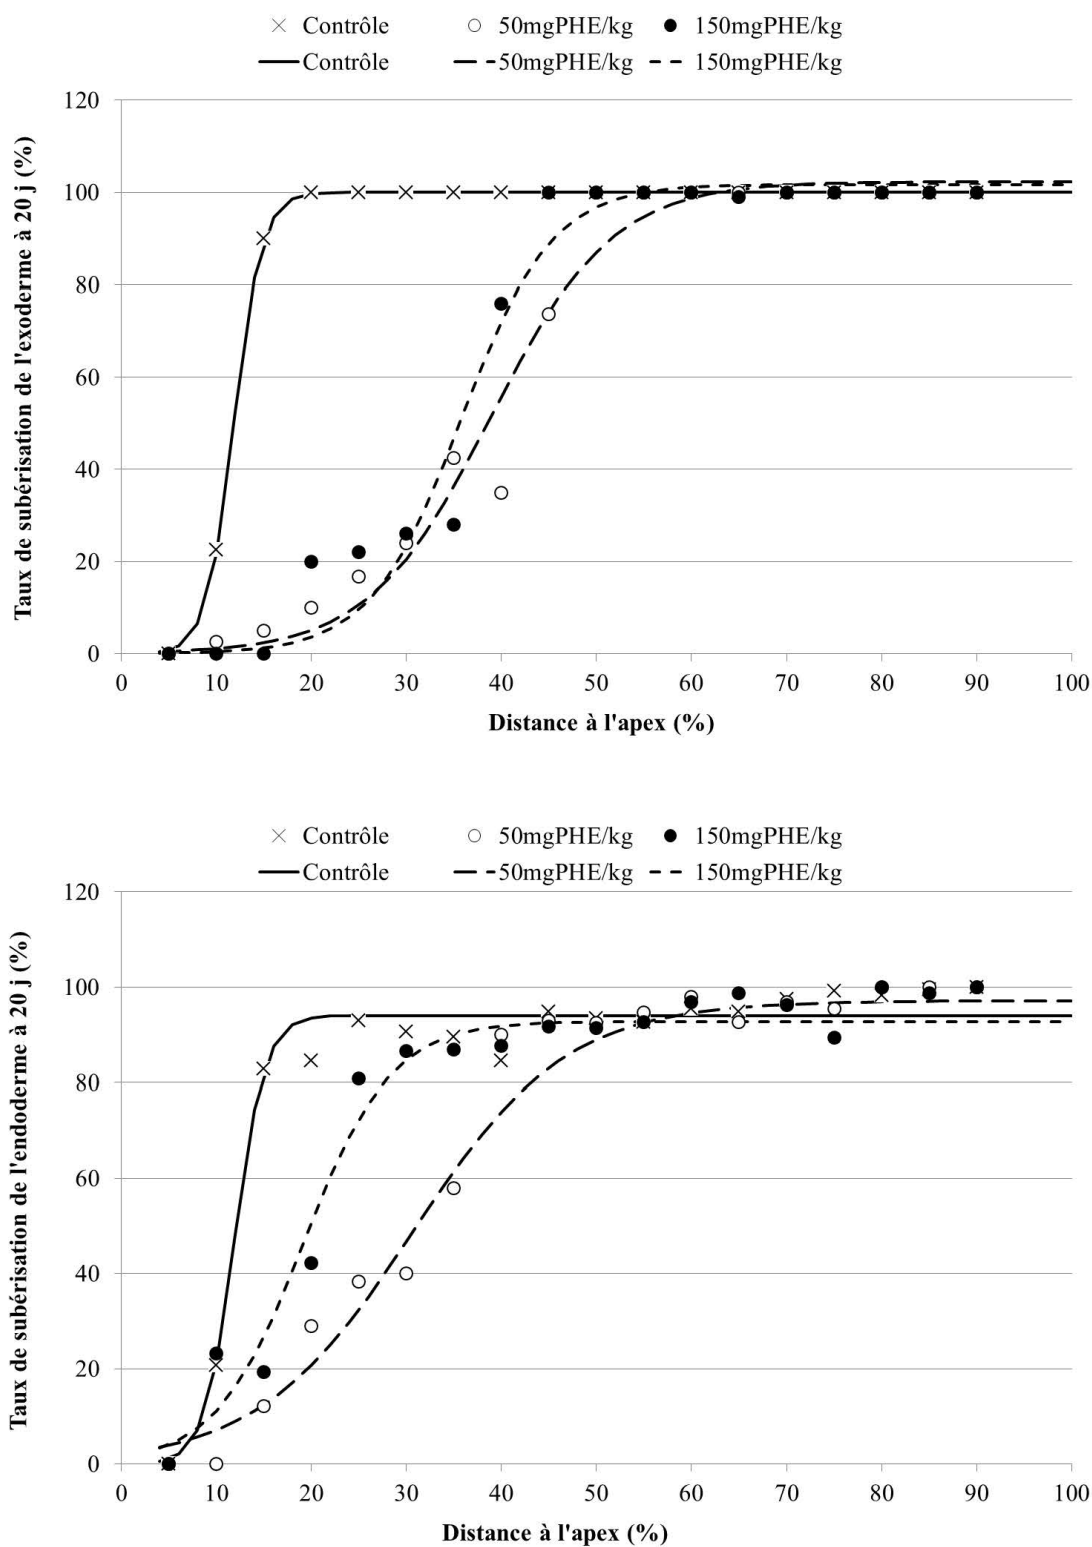 Contrôle 50mgPHE/kg 150mgPHE/kg
Contrôle 50mgPHE/kg 150mgPHE/kg
Taux de subérisation de l'exoderme à 20 j (%)
120
100
80
60
40
20
0
0 10 20 30 40 50 60 70 80 90 100
Distance à l'apex (%)
Contrôle 50mgPHE/kg 150mgPHE/kg
Contrôle 50mgPHE/kg 150mgPHE/kg
Taux de subérisation de l'endoderme à 20 j (%)
120
100
80
60
40
20
0
0 10 20 30 40 50 60 70 80 90 100
Distance à l'apex (%)